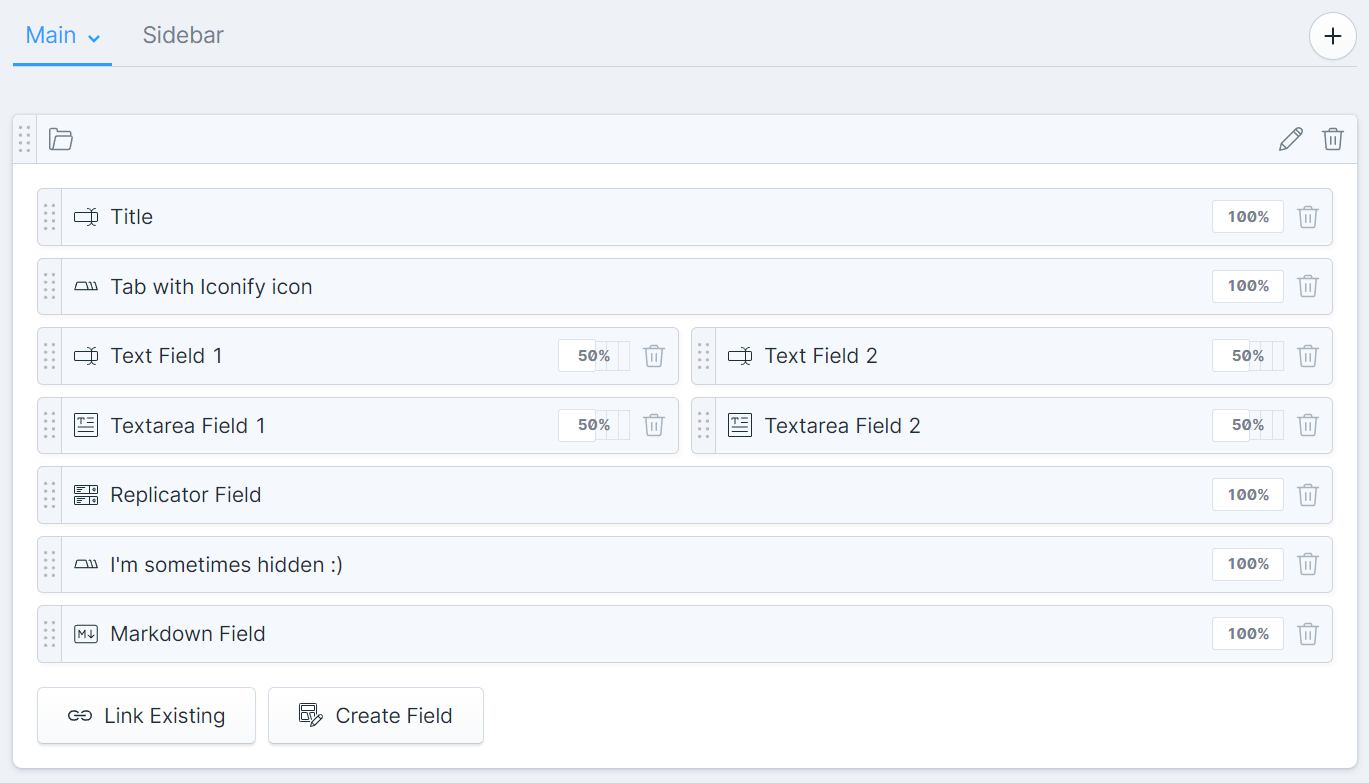 Main Sidebar
Title 100%
Tab with Iconify icon 100%
Text Field 1 50% Text Field 2 50%
Textarea Field 1 50% Textarea Field 2 50%
Replicator Field 100%
I'm sometimes hidden :) 100%
Markdown Field 100%
Link Existing Create Field